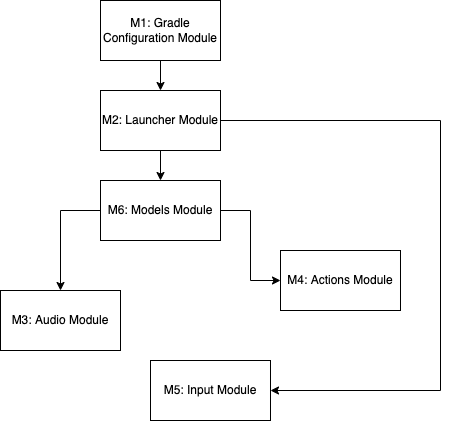 M1: Gradle
Configuration Module
M2: Launcher Module
M6: Models Module
M4: Actions Module
M3: Audio Module
M5: Input Module